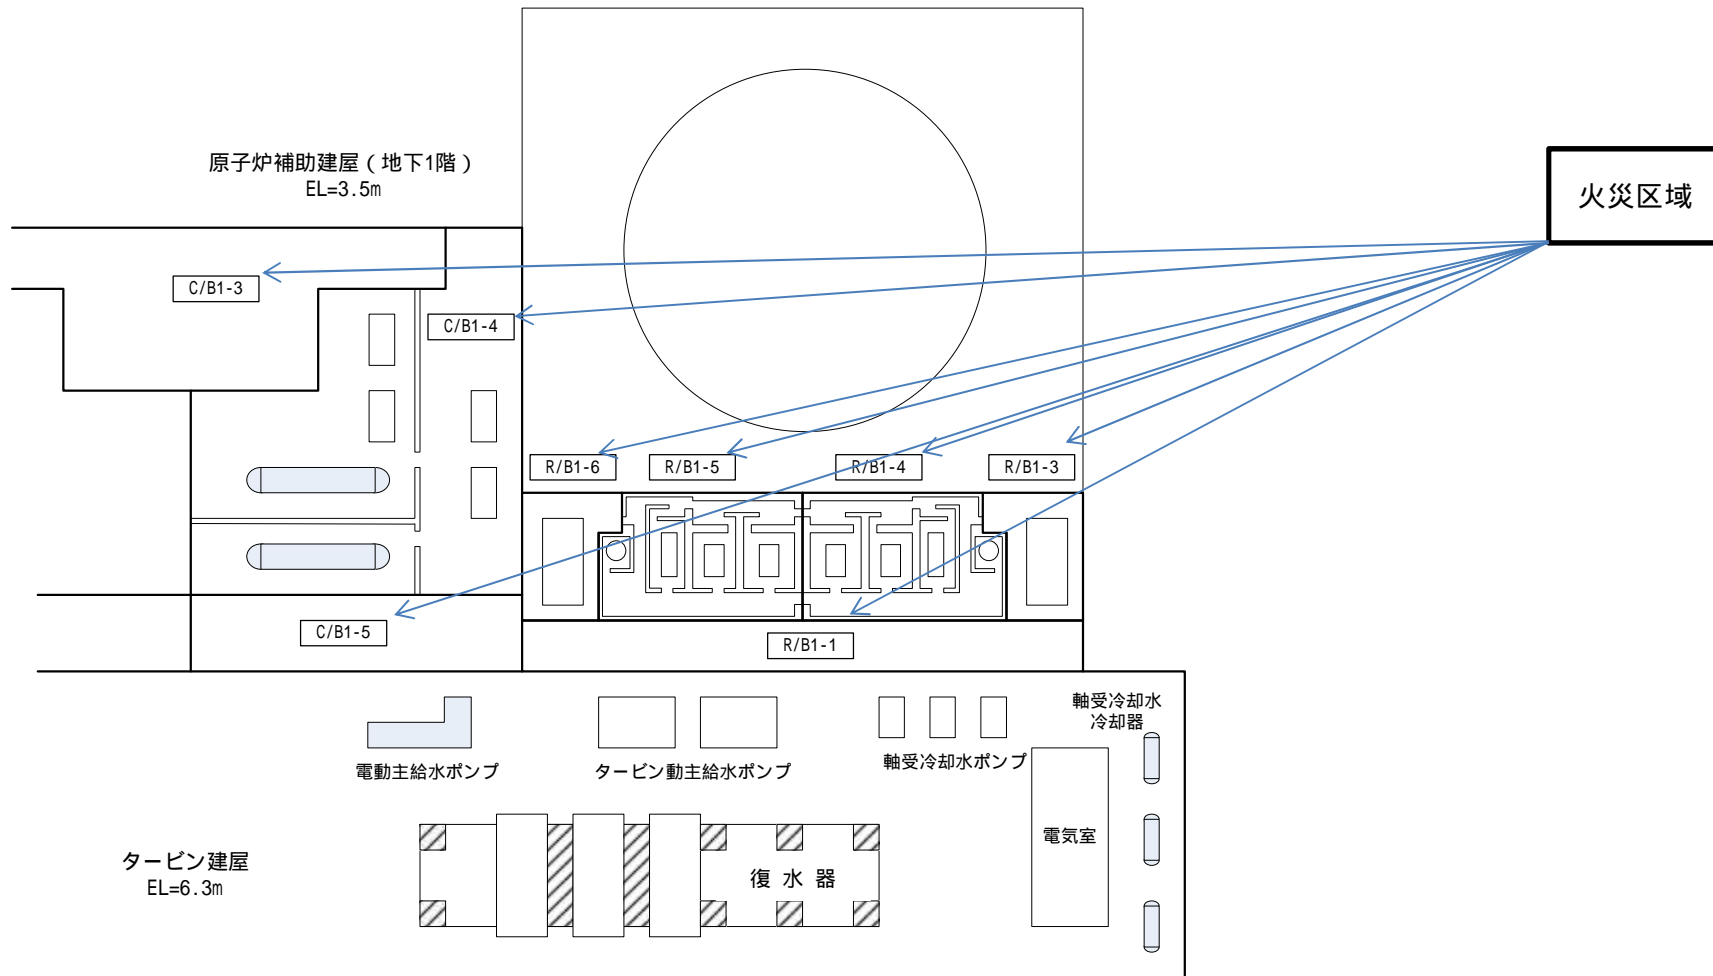 原子炉補助建屋（地下1階）
EL=3.5m
火災区域
C/B1-3
C/B1-4
R/B1-6
R/B1-5
R/B1-4
R/B1-3
C/B1-5
R/B1-1
電動主給水ポンプ
タービン動主給水ポンプ
軸受冷却水ポンプ
軸受冷却水
冷却器
電気室
タービン建屋
EL=6.3m
復 水 器